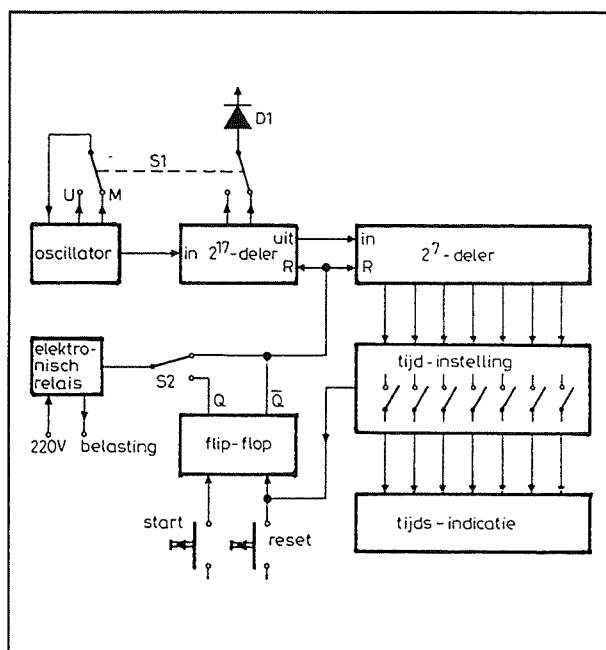 D1
S1
U
M
oscillator
in
2¹⁷-deler
uit
R
in
2⁷-deler
R
elektro-
nisch
relais
S2
Q
Q̅
tijd-instelling
220V
belasting
flip-flop
start
reset
tijds-indicatie